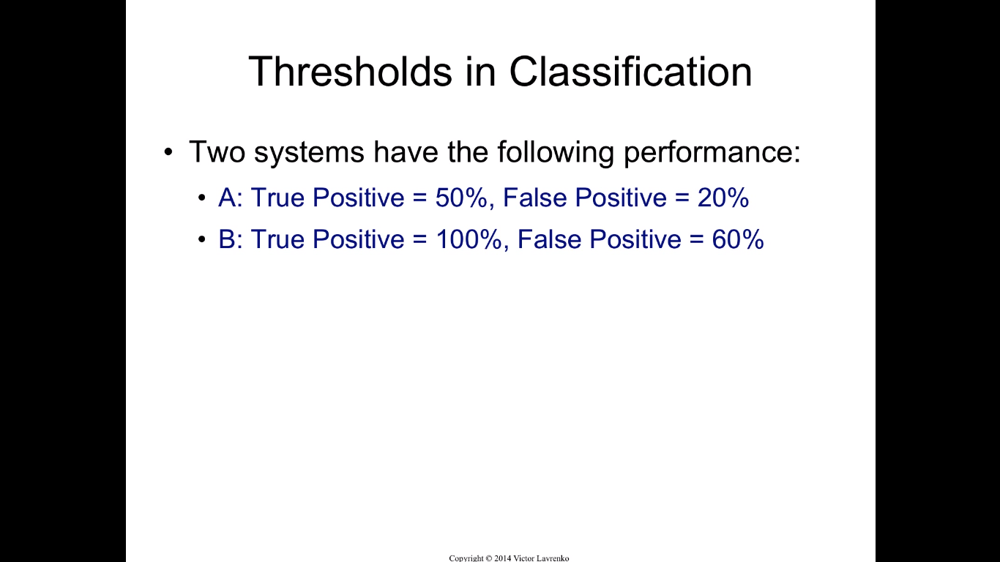 Thresholds in Classification
• Two systems have the following performance:
• A: True Positive = 50%, False Positive = 20%
• B: True Positive = 100%, False Positive = 60%
Copyright © 2014 Victor Lavrenko